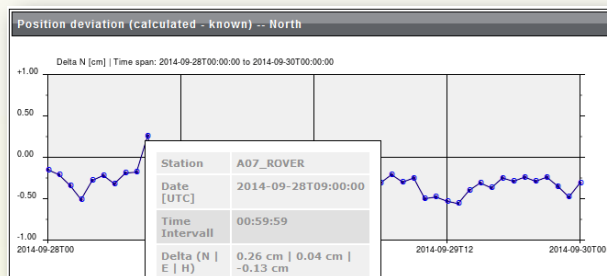 Position deviation (calculated - known) -- North
Delta N [cm] | Time span: 2014-09-28T00:00:00 to 2014-09-30T00:00:00
+1.00
0.50
0.00
-0.50
-1.00
Station A07_ROVER
Date [UTC] 2014-09-28T09:00:00
Time Intervall 00:59:59
Delta (N | E | H) 0.26 cm | 0.04 cm | -0.13 cm
2014-09-28T00
2014-09-29T12
2014-09-30T00